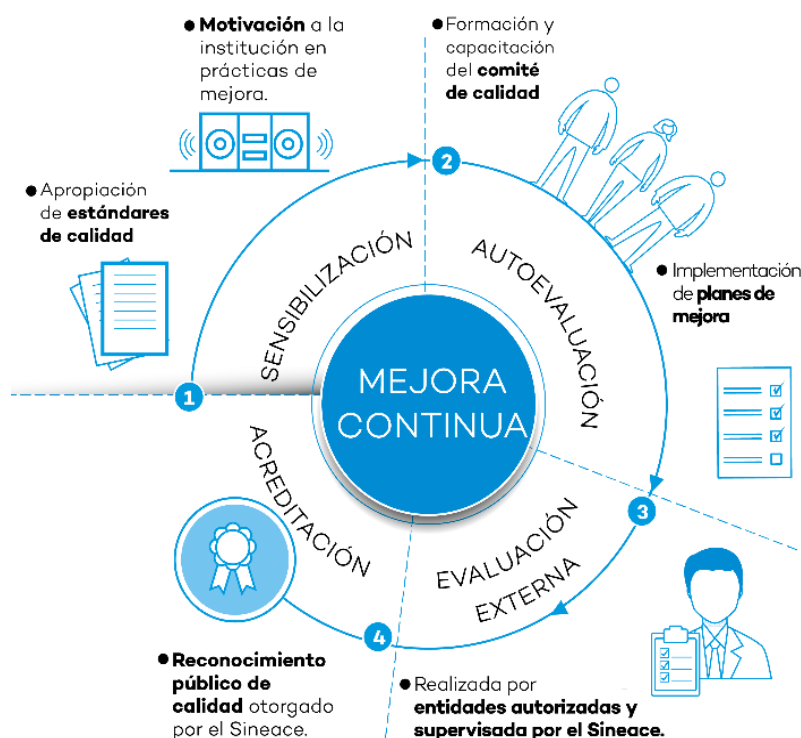 ● Motivación a la
institución en
prácticas de
mejora.
● Formación y
capacitación
del comité
de calidad
● Apropiación
de estándares
de calidad
2
SENSIBILIZACIÓN
AUTOEVALUACIÓN
● Implementación
de planes de
mejora
MEJORA
CONTINUA
1
ACREDITACIÓN
3
EVALUACIÓN
EXTERNA
4
● Reconocimiento
público de
calidad otorgado
por el Sineace.
● Realizada por
entidades autorizadas y
supervisada por el Sineace.